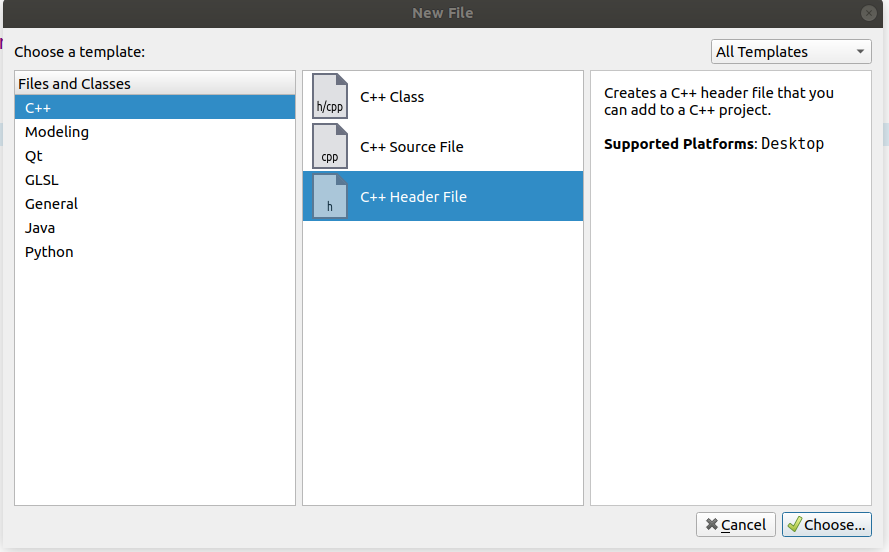 New File
Choose a template:
All Templates
Files and Classes
C++
Modeling
Qt
GLSL
General
Java
Python
h/cpp
C++ Class
cpp
C++ Source File
h
C++ Header File
Creates a C++ header file that you
can add to a C++ project.
Supported Platforms: Desktop
Cancel
Choose...